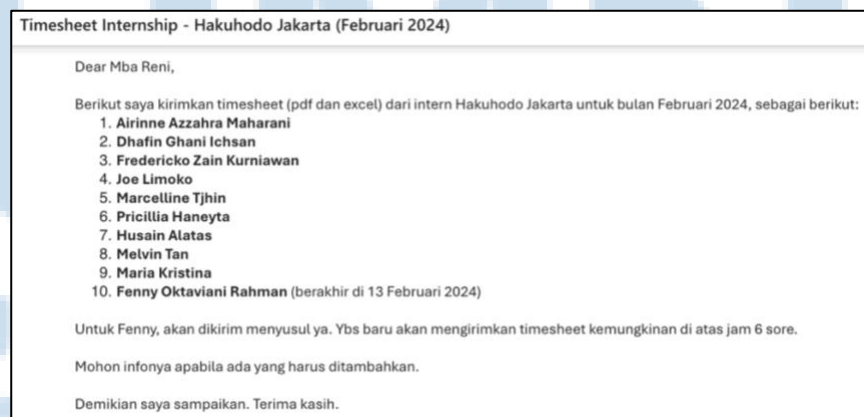 Timesheet Internship - Hakuhodo Jakarta (Februari 2024)
Dear Mba Reni,
Berikut saya kirimkan timesheet (pdf dan excel) dari intern Hakuhodo Jakarta untuk bulan Februari 2024, sebagai berikut:
1. Airinne Azzahra Maharani
2. Dhafin Ghani Ichsan
3. Fredericko Zain Kurniawan
4. Joe Limoko
5. Marcelline Tjhin
6. Pricillia Haneyta
7. Husain Alatas
8. Melvin Tan
9. Maria Kristina
10. Fenny Oktaviani Rahman (berakhir di 13 Februari 2024)
Untuk Fenny, akan dikirim menyusul ya. Ybs baru akan mengirimkan timesheet kemungkinan di atas jam 6 sore.
Mohon infonya apabila ada yang harus ditambahkan.
Demikian saya sampaikan. Terima kasih.